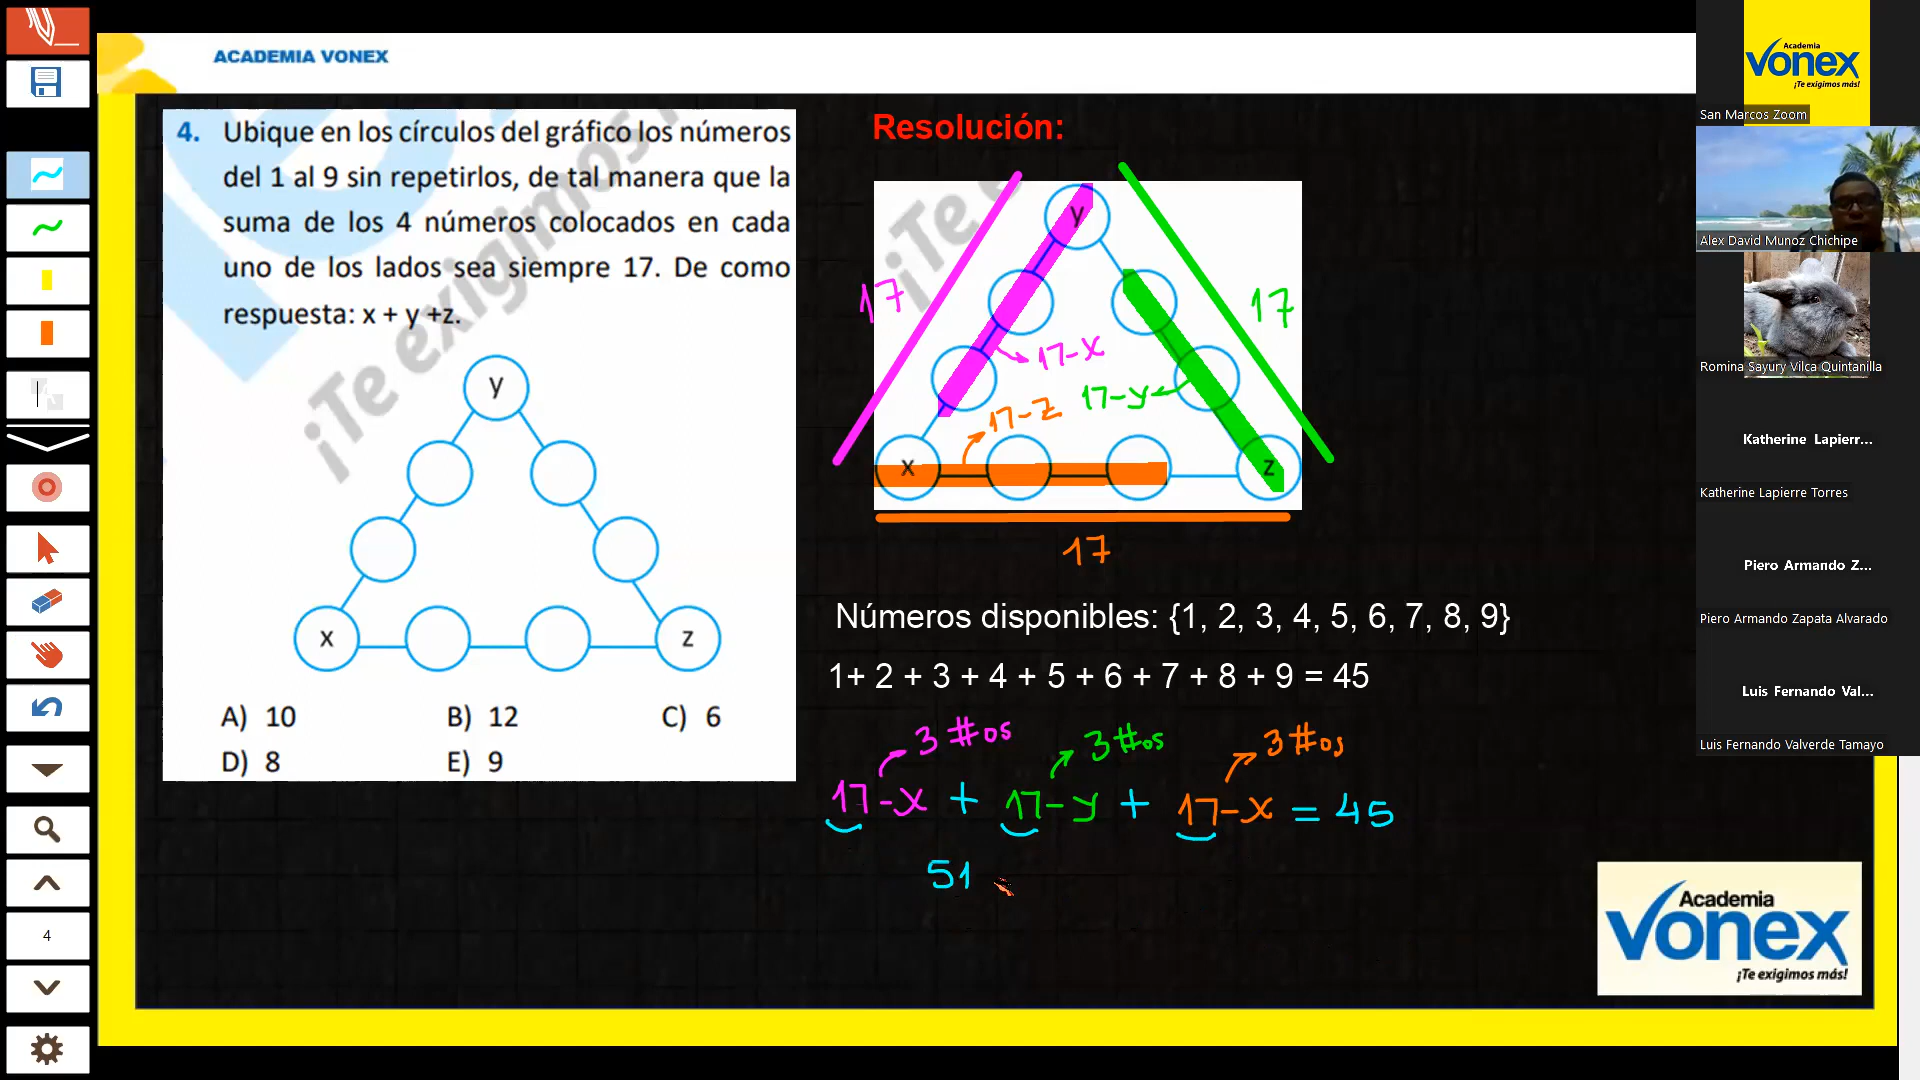 ACADEMIA VONEX
4. Ubique en los círculos del gráfico los números
del 1 al 9 sin repetirlos, de tal manera que la
suma de los 4 números colocados en cada
uno de los lados sea siempre 17. De como
respuesta: x + y +z.
¡Te exigimos
y
x
z
A) 10 B) 12 C) 6
D) 8 E) 9
Resolución:
¡Te e
y
17
17
17-x
17-y
17-z
x
z
17
Números disponibles: {1, 2, 3, 4, 5, 6, 7, 8, 9}
1+ 2 + 3 + 4 + 5 + 6 + 7 + 8 + 9 = 45
3 #os 3 #os 3 #os
17-x + 17-y + 17-x = 45
51
4
Academia
vonex
¡Te exigimos más!
San Marcos Zoom
Alex David Munoz Chichipe
Romina Sayury Vilca Quintanilla
Katherine Lapierr...
Katherine Lapierre Torres
Piero Armando Z...
Piero Armando Zapata Alvarado
Luis Fernando Val...
Luis Fernando Valverde Tamayo
Academia
vonex
¡Te exigimos más!